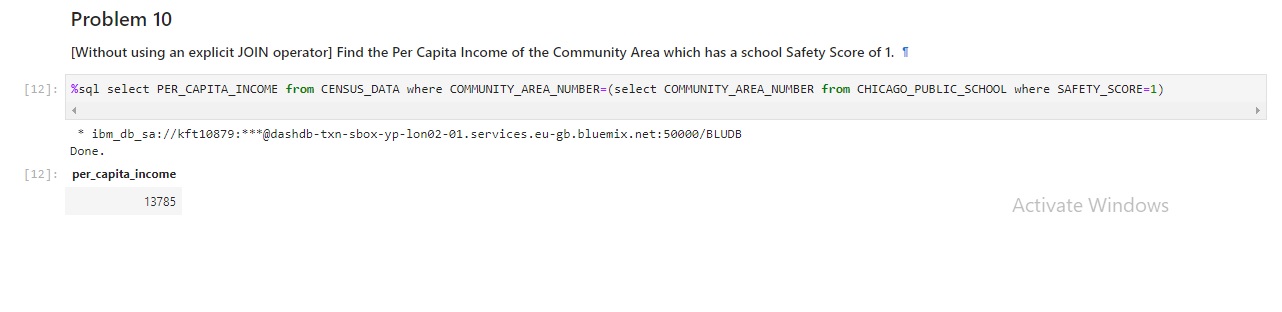 Problem 10
[Without using an explicit JOIN operator] Find the Per Capita Income of the Community Area which has a school Safety Score of 1. ¶
[12]: %sql select PER_CAPITA_INCOME from CENSUS_DATA where COMMUNITY_AREA_NUMBER=(select COMMUNITY_AREA_NUMBER from CHICAGO_PUBLIC_SCHOOL where SAFETY_SCORE=1)
* ibm_db_sa://kft10879:***@dashdb-txn-sbox-yp-lon02-01.services.eu-gb.bluemix.net:50000/BLUDB
Done.
[12]: per_capita_income
13785
Activate Windows